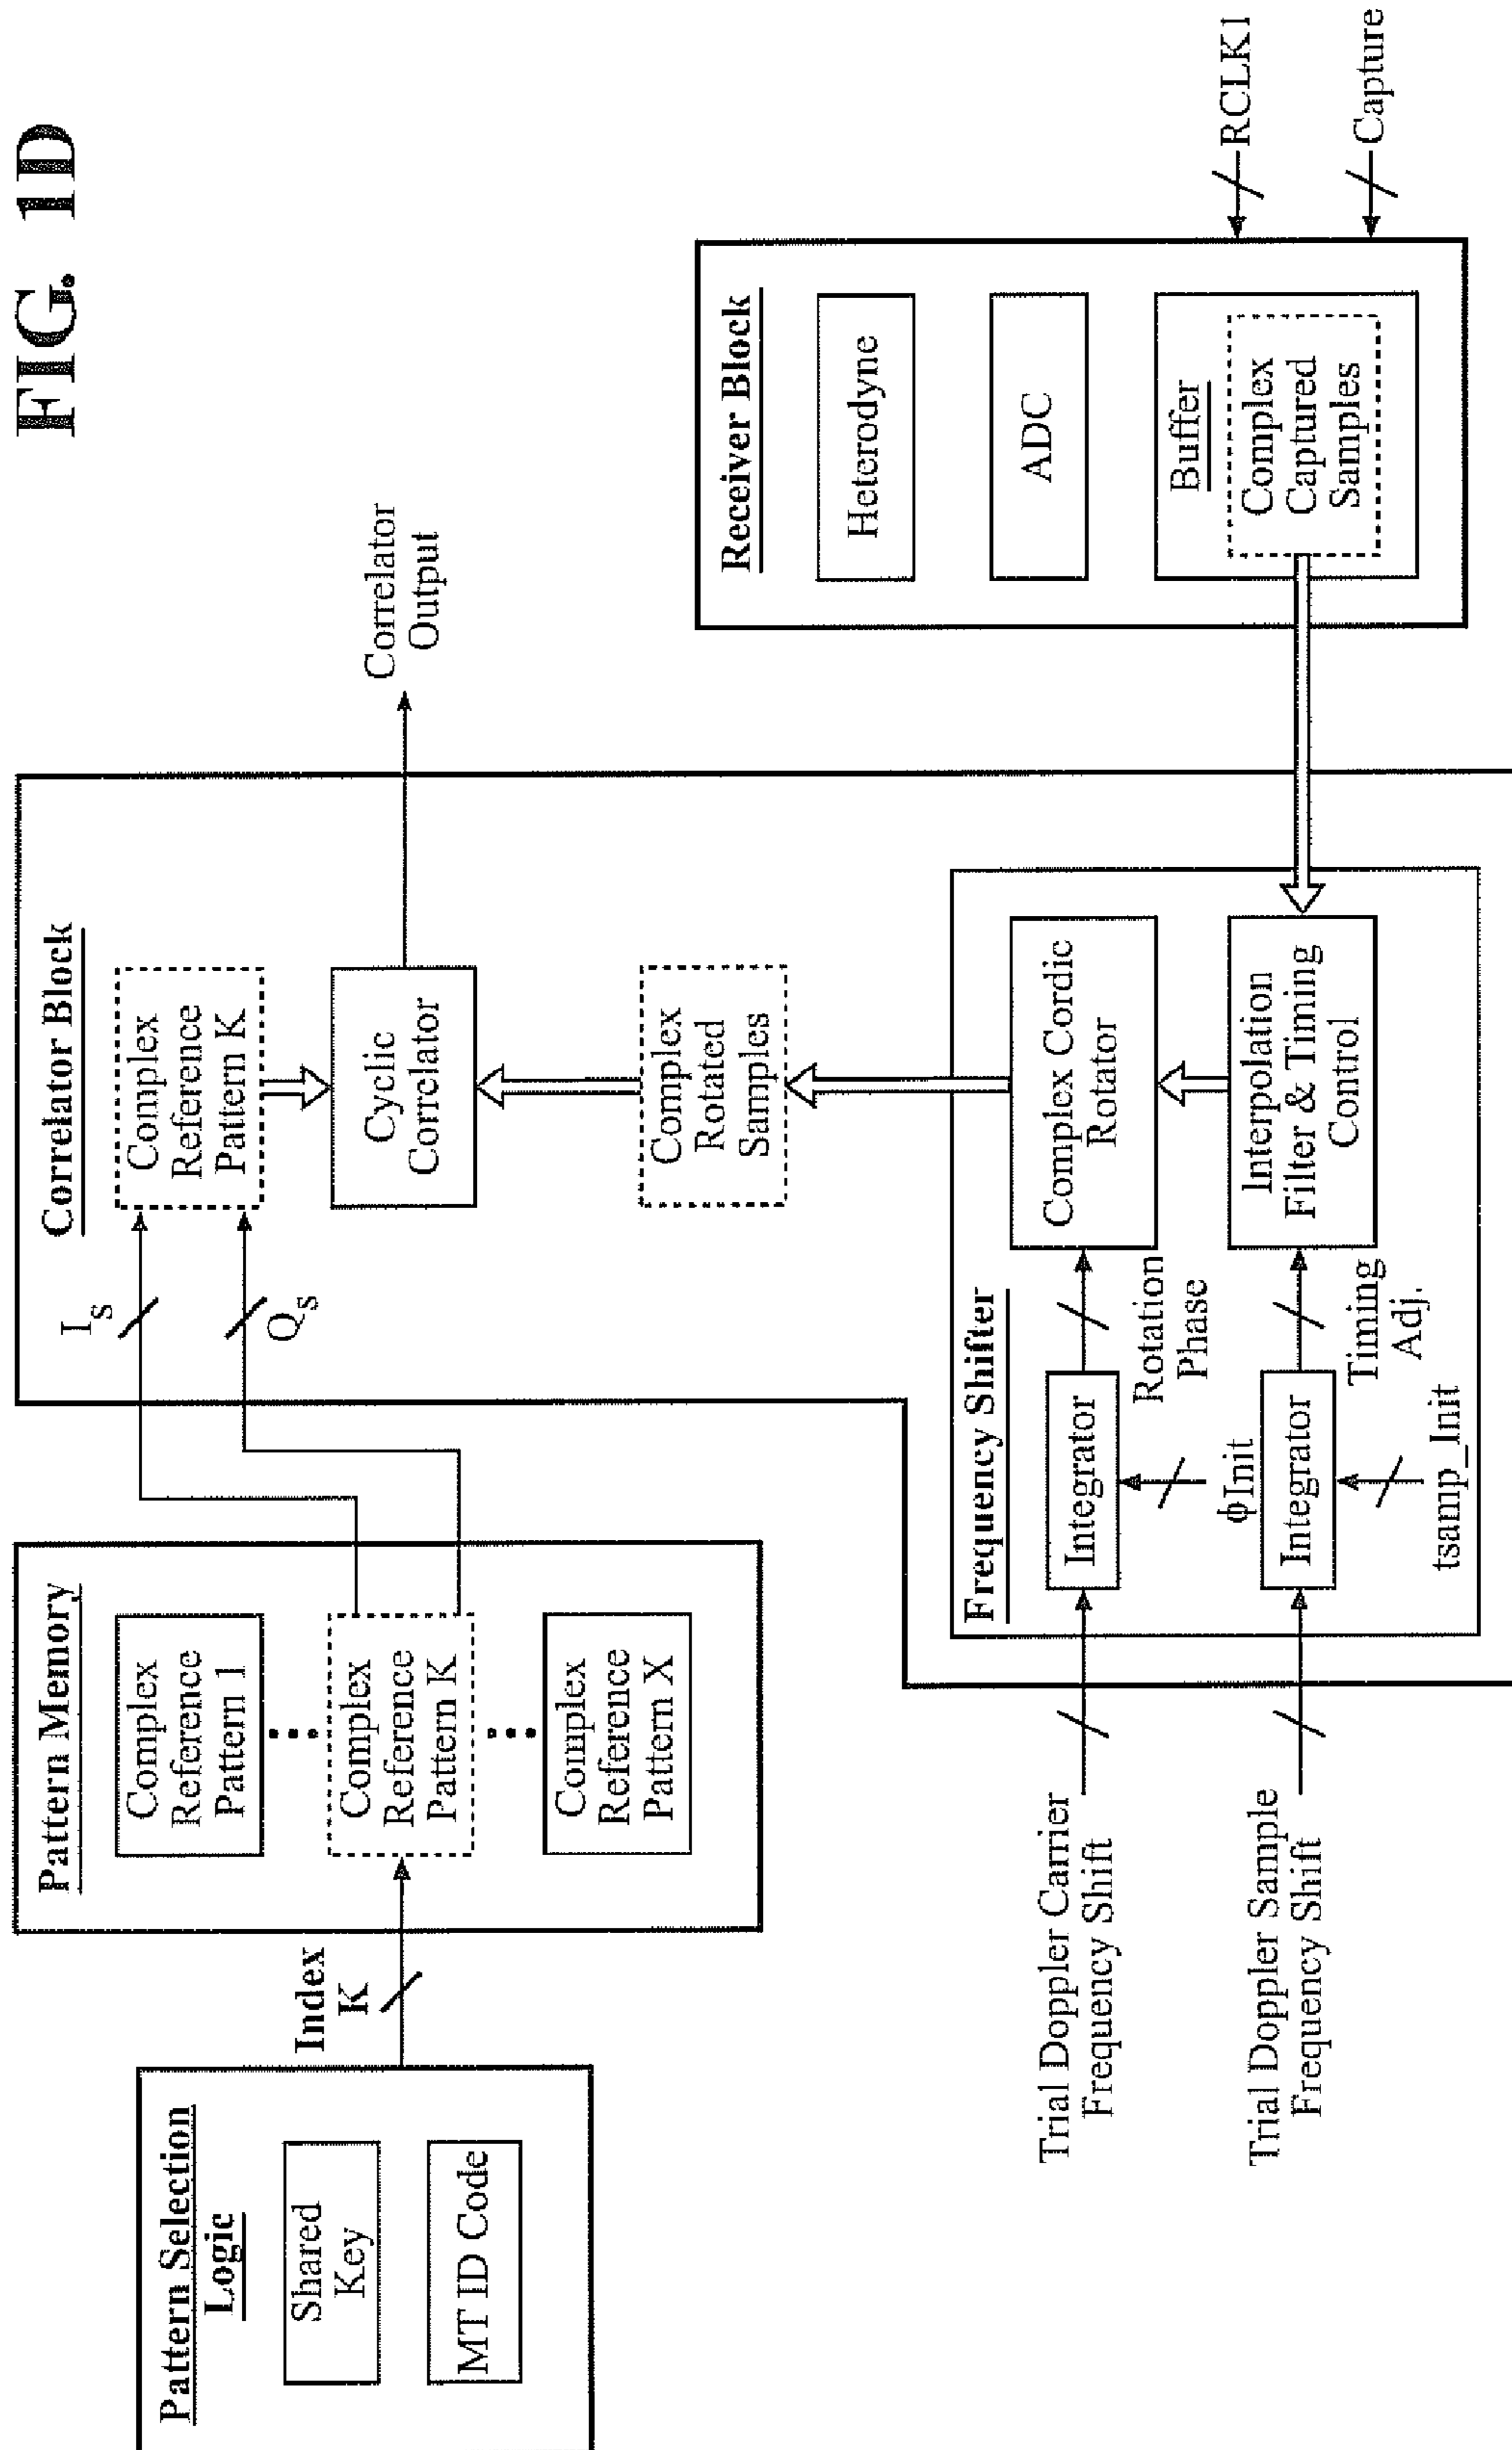 FIG. 1D
Pattern Selection
Logic
Shared
Key
MT ID Code
Index
K
Pattern Memory
Complex
Reference
Pattern 1
Complex
Reference
Pattern K
Complex
Reference
Pattern X
I_s
Q_s
Correlator Block
Complex
Reference
Pattern K
Cyclic
Correlator
Correlator
Output
Complex
Rotated
Samples
Frequency Shifter
Trial Doppler Carrier
Frequency Shift
Integrator
Rotation
Phase
ϕInit
Complex Cordic
Rotator
Trial Doppler Sample
Frequency Shift
Integrator
Timing
Adj.
tsamp_Init
Interpolation
Filter & Timing
Control
Receiver Block
Heterodyne
ADC
Buffer
Complex
Captured
Samples
RCLK1
Capture